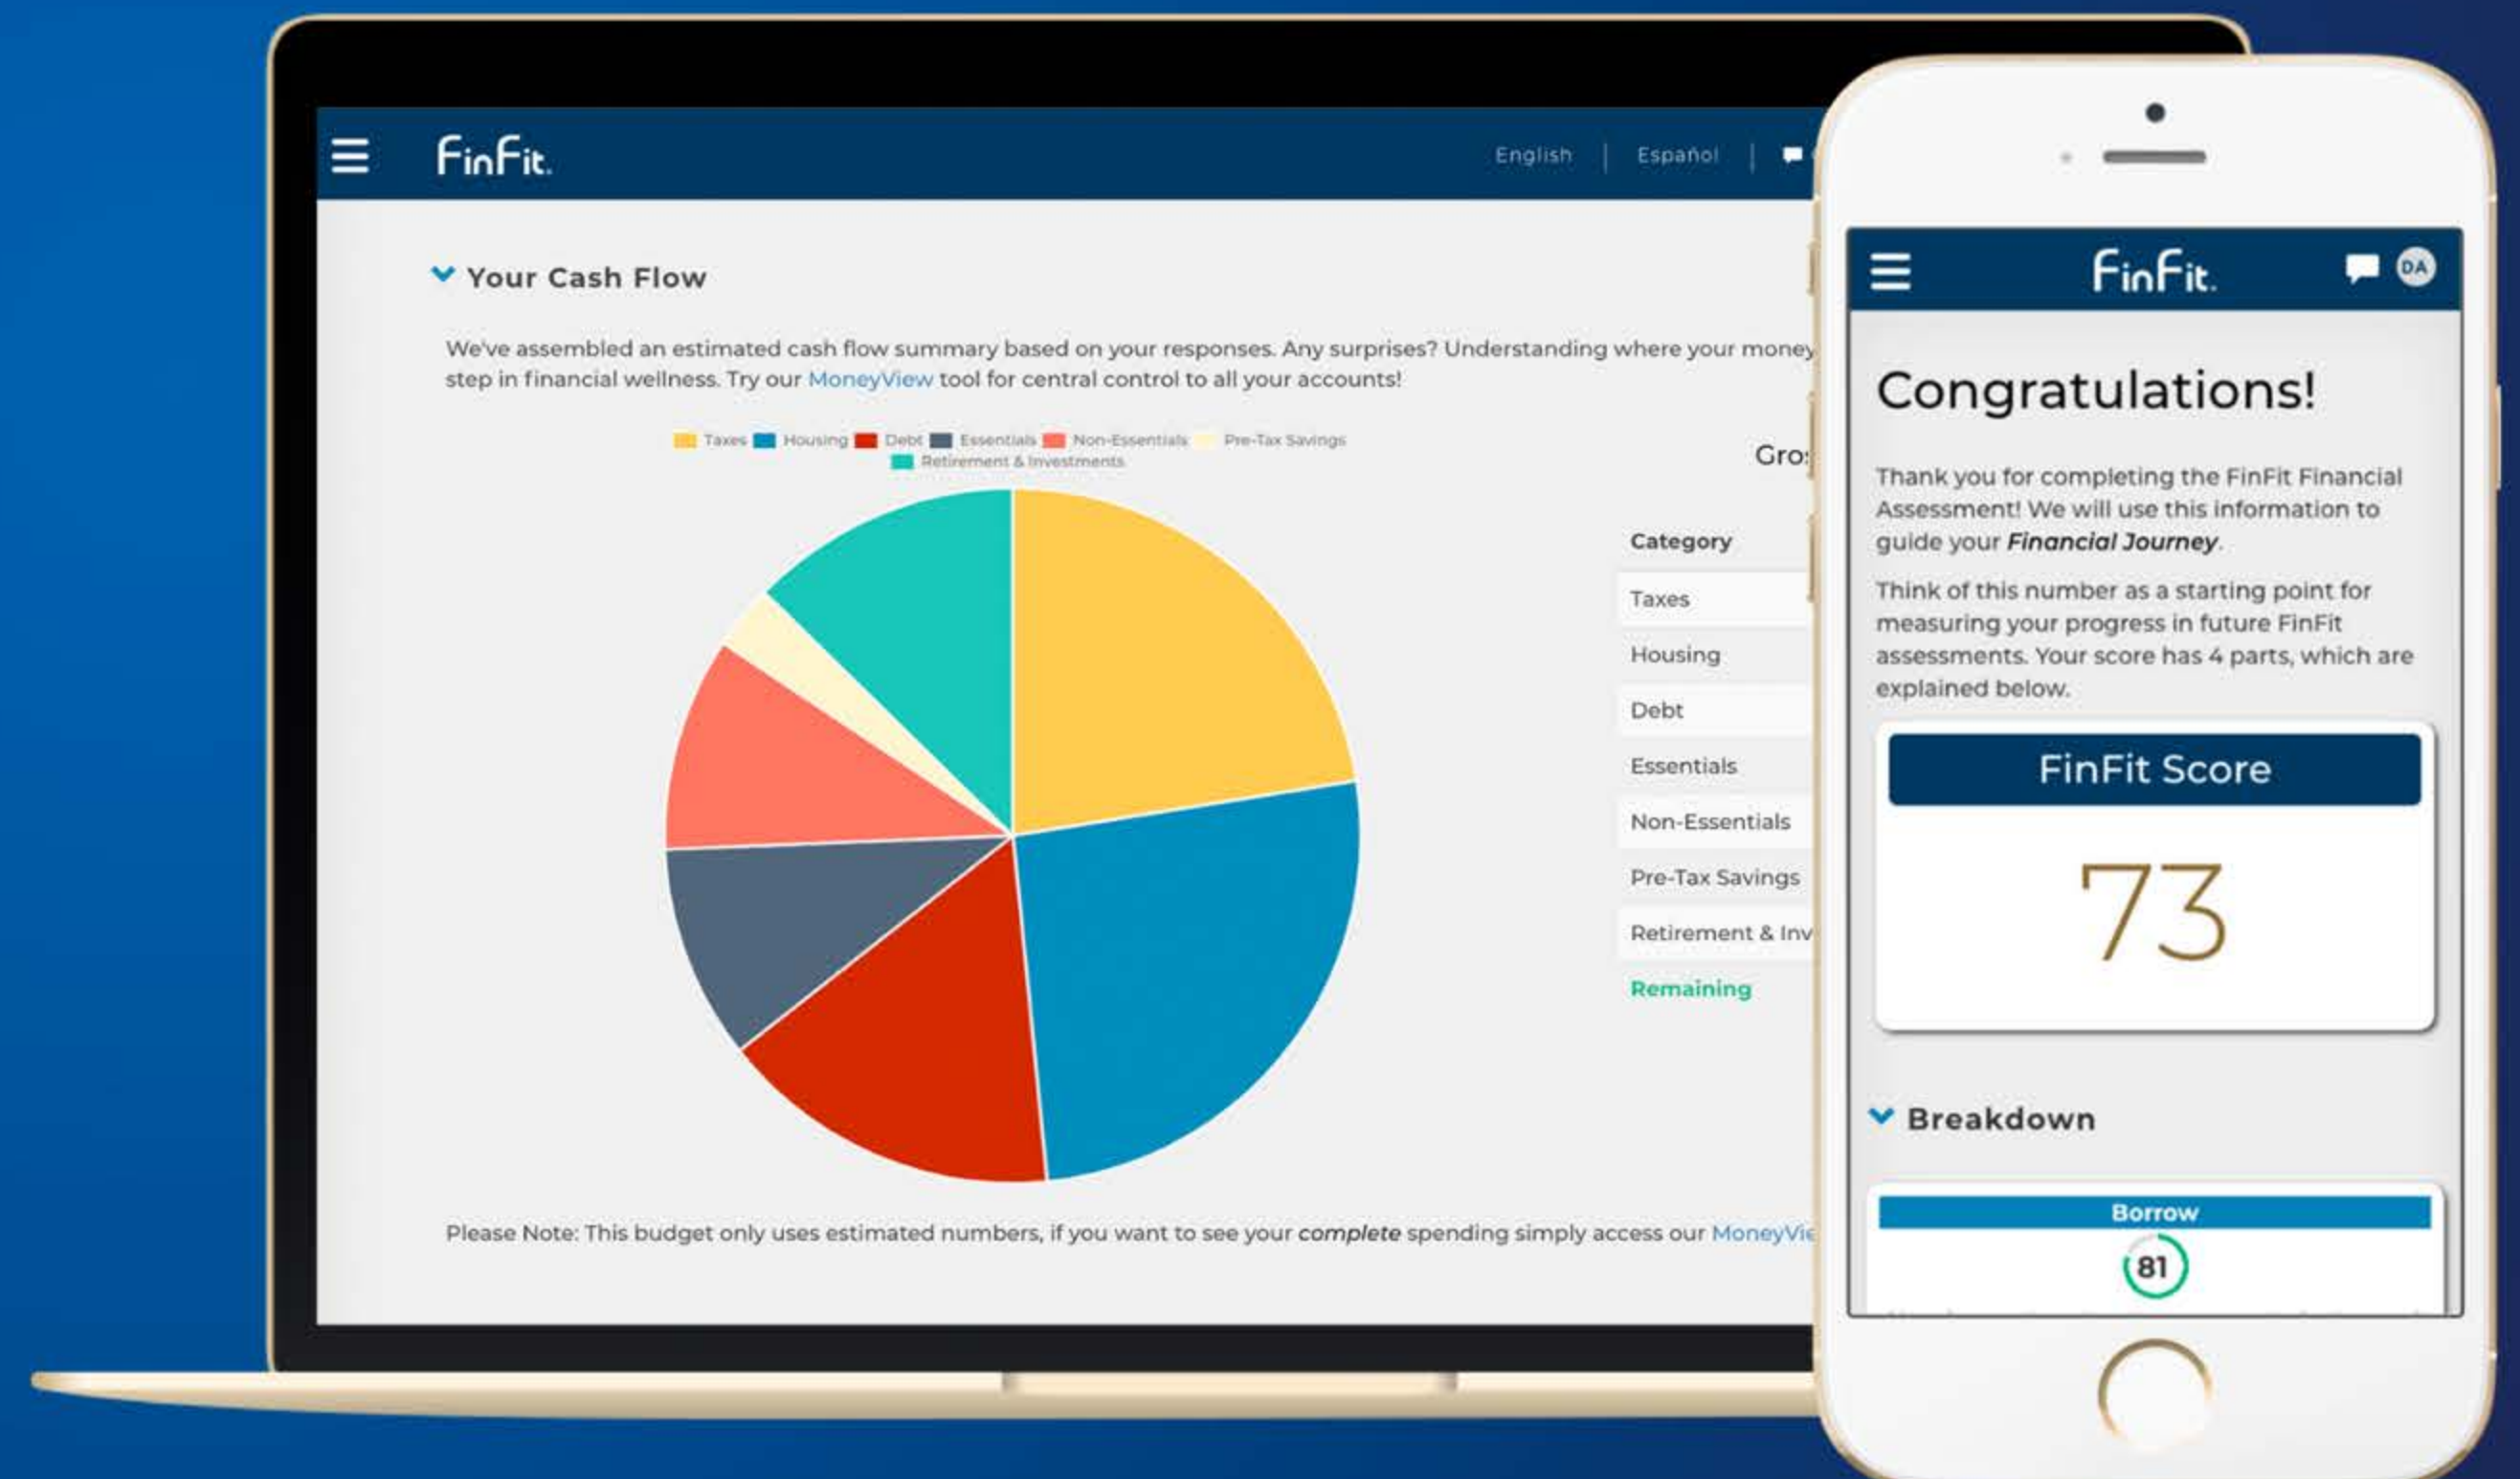 FinFit.
English
Español
Your Cash Flow
We've assembled an estimated cash flow summary based on your responses. Any surprises? Understanding where your money
step in financial wellness. Try our MoneyView tool for central control to all your accounts!
Taxes Housing Debt Essentials Non-Essentials Pre-Tax Savings
Retirement & Investments
Category
Taxes
Housing
Debt
Essentials
Non-Essentials
Pre-Tax Savings
Retirement &
Remaining
Please Note: This budget only uses estimated numbers, if you want to see your complete spending simply access our
FinFit.
DA
Congratulations!
Thank you for completing the FinFit Financial
Assessment! We will use this information to
guide your Financial Journey.
Think of this number as a starting point for
measuring your progress in future FinFit
assessments. Your score has 4 parts, which are
explained below.
FinFit Score
73
Breakdown
Borrow
81